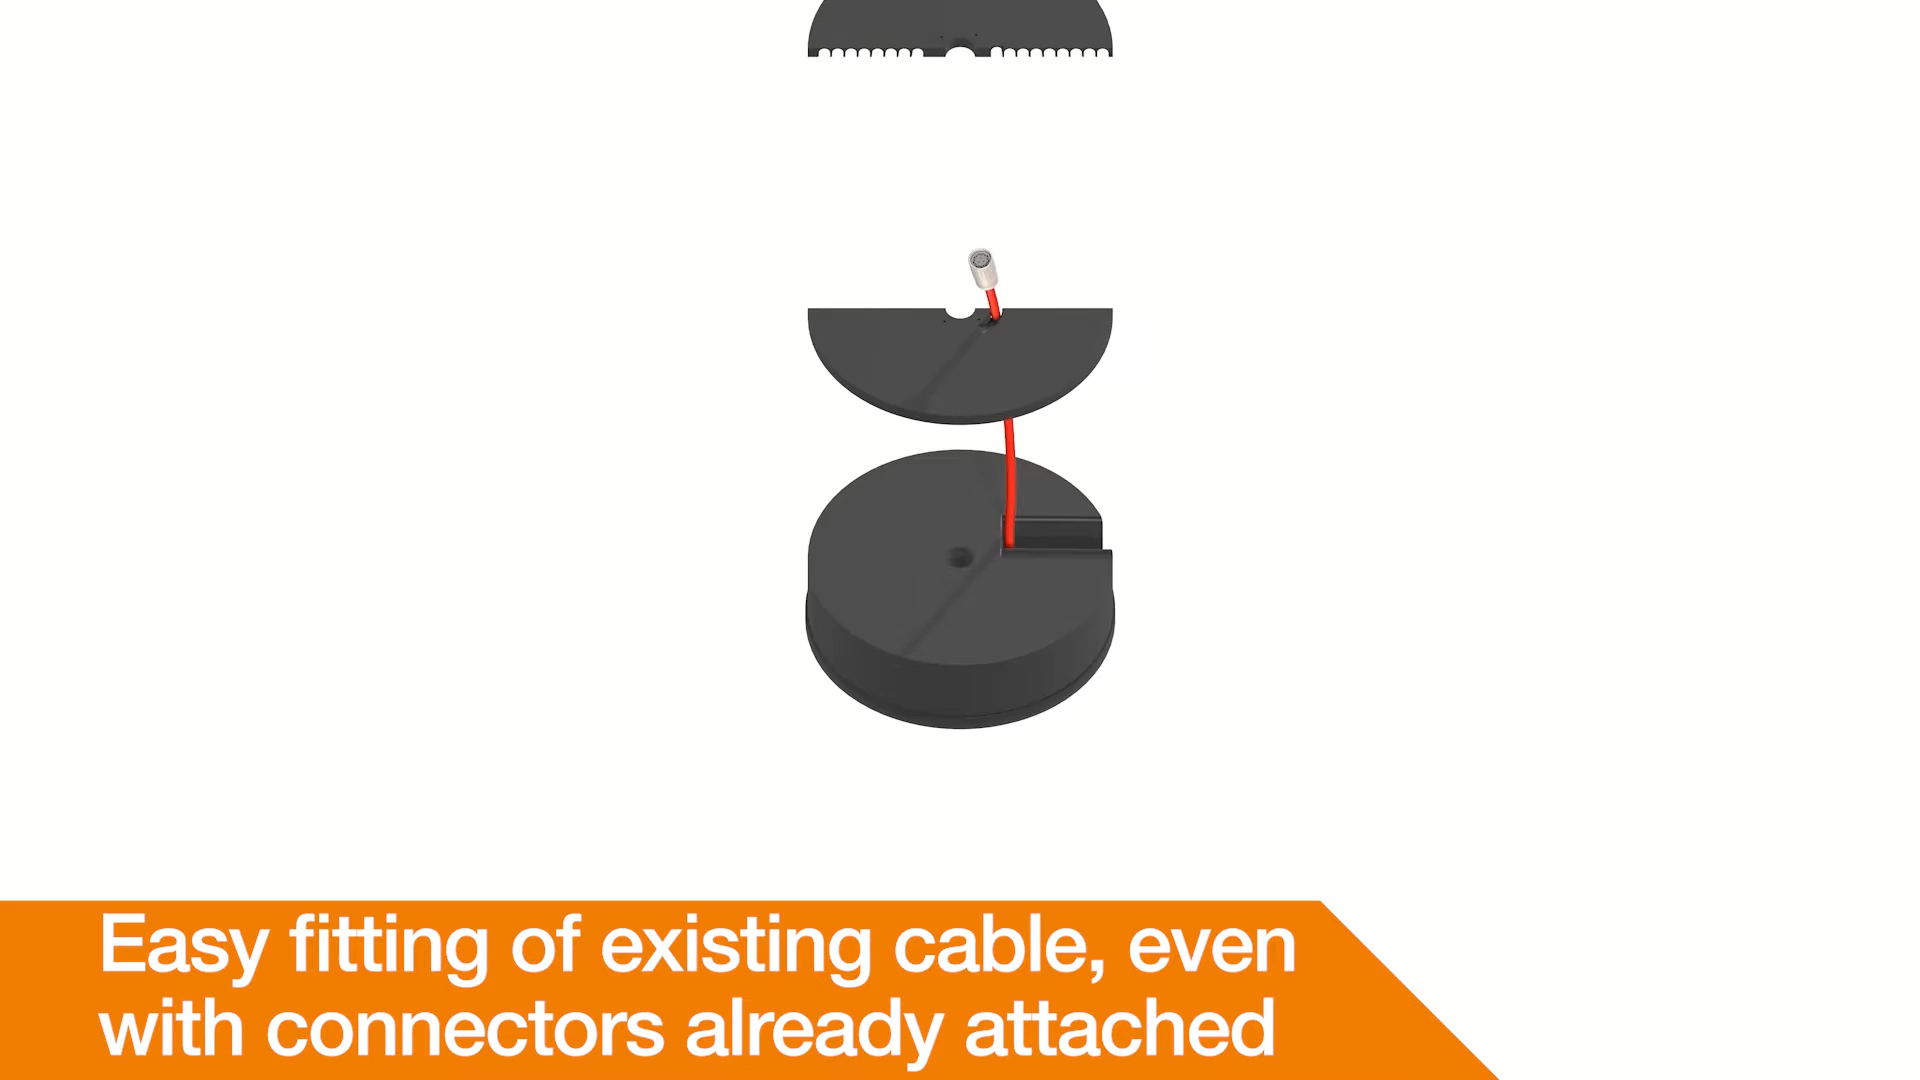 Easy fitting of existing cable, even
with connectors already attached